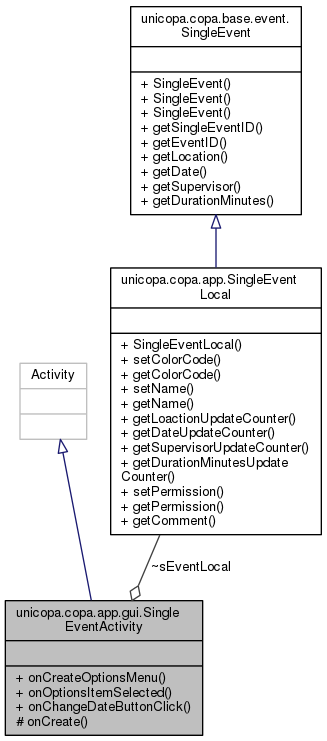 unicopa.copa.base.event.
SingleEvent
+ SingleEvent()
+ SingleEvent()
+ SingleEvent()
+ getSingleEventID()
+ getEventID()
+ getLocation()
+ getDate()
+ getSupervisor()
+ getDurationMinutes()
unicopa.copa.app.SingleEvent
Local
+ SingleEventLocal()
+ setColorCode()
+ getColorCode()
+ setName()
+ getName()
+ getLoactionUpdateCounter()
+ getDateUpdateCounter()
+ getSupervisorUpdateCounter()
+ getDurationMinutesUpdate
Counter()
+ setPermission()
+ getPermission()
+ getComment()
Activity
~sEventLocal
unicopa.copa.app.gui.Single
EventActivity
+ onCreateOptionsMenu()
+ onOptionsItemSelected()
+ onChangeDateButtonClick()
# onCreate()